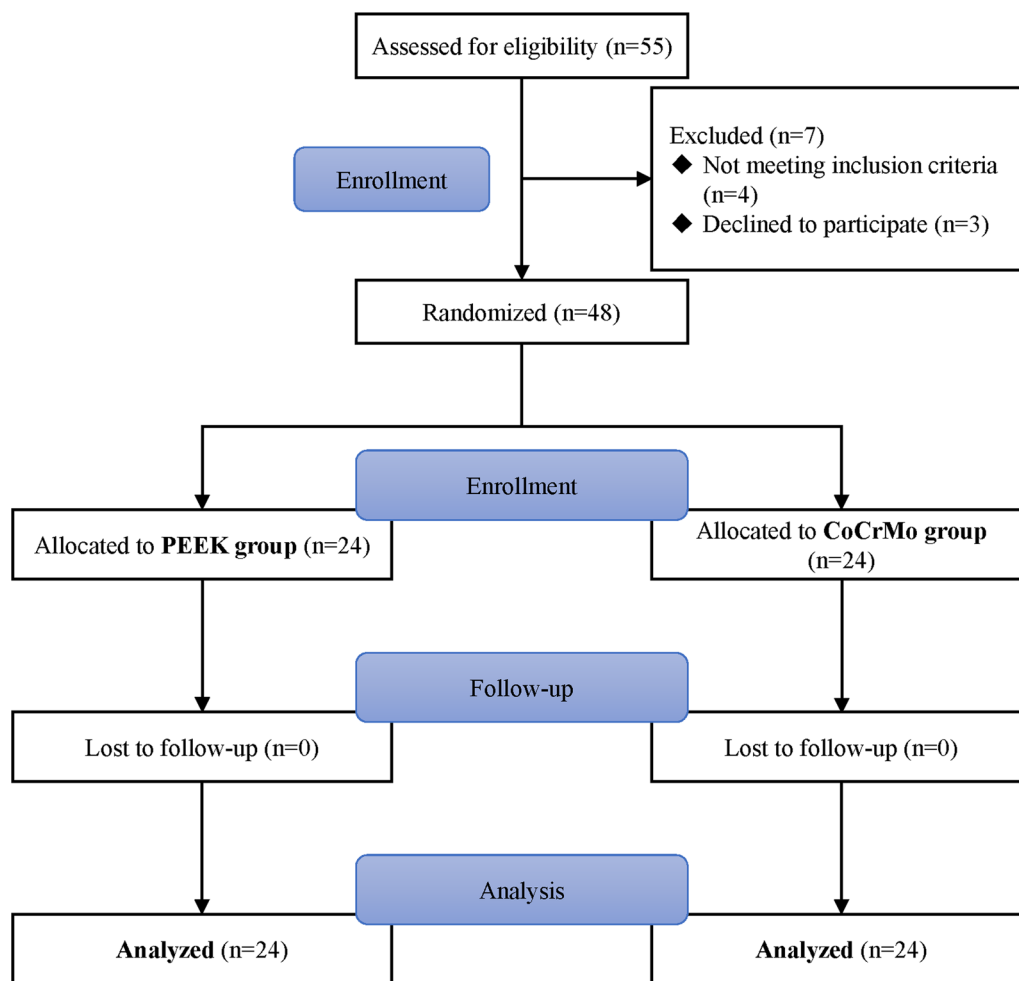 Assessed for eligibility (n=55)
Excluded (n=7)
◆ Not meeting inclusion criteria
(n=4)
◆ Declined to participate (n=3)
Enrollment
Randomized (n=48)
Enrollment
Allocated to PEEK group (n=24)
Allocated to CoCrMo group
(n=24)
Follow-up
Lost to follow-up (n=0)
Lost to follow-up (n=0)
Analysis
Analyzed (n=24)
Analyzed (n=24)